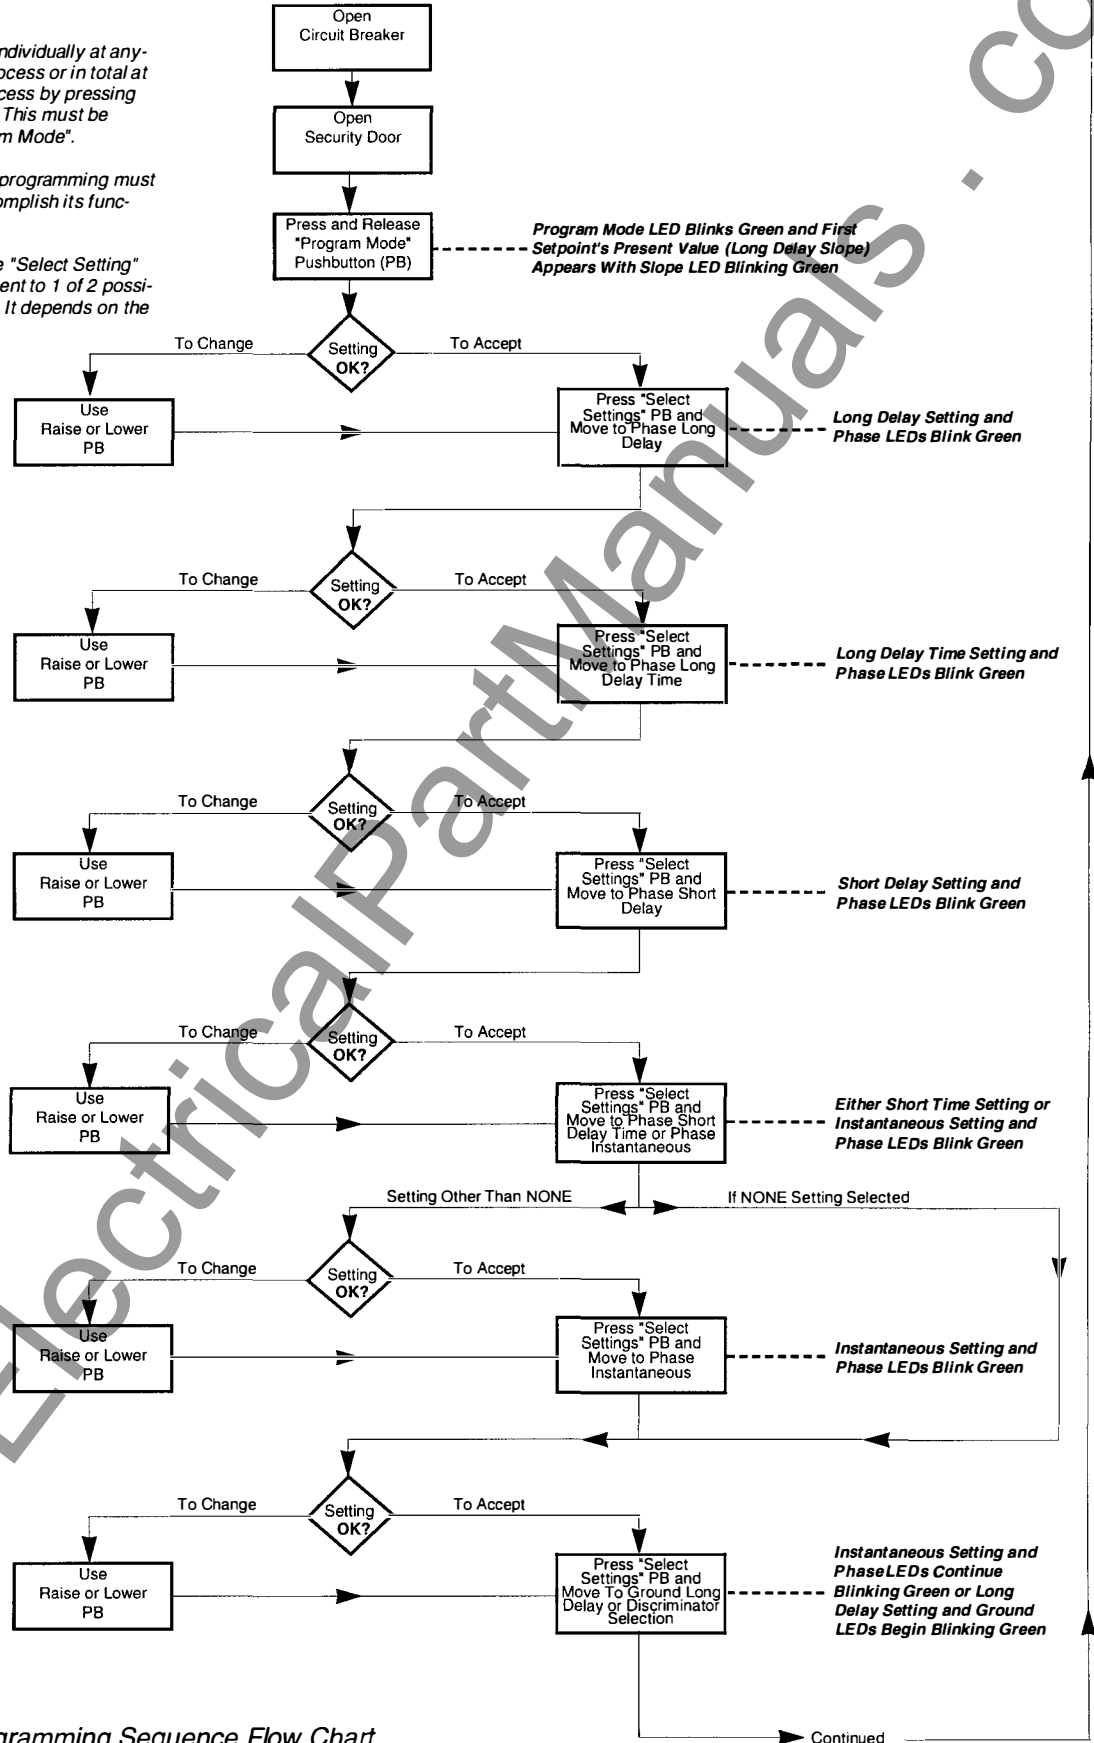 Open
Circuit Breaker
ndividually at any-
ocess or in total at
cess by pressing
This must be
m Mode".
Open
Security Door
programming must
omplish its func-
Press and Release
"Program Mode"
Pushbutton (PB)
Program Mode LED Blinks Green and First
Setpoint's Present Value (Long Delay Slope)
Appears With Slope LED Blinking Green
e "Select Setting"
ent to 1 of 2 possi-
It depends on the
To Change
Setting
OK?
To Accept
Use
Raise or Lower
PB
Press "Select
Settings" PB and
Move to Phase Long
Delay
Long Delay Setting and
Phase LEDs Blink Green
To Change
Setting
OK?
To Accept
Use
Raise or Lower
PB
Press "Select
Settings" PB and
Move to Phase Long
Delay Time
Long Delay Time Setting and
Phase LEDs Blink Green
To Change
Setting
OK?
To Accept
Use
Raise or Lower
PB
Press "Select
Settings" PB and
Move to Phase Short
Delay
Short Delay Setting and
Phase LEDs Blink Green
To Change
Setting
OK?
To Accept
Use
Raise or Lower
PB
Press "Select
Settings" PB and
Move to Phase Short
Delay Time or Phase
Instantaneous
Either Short Time Setting or
Instantaneous Setting and
Phase LEDs Blink Green
Setting Other Than NONE
If NONE Setting Selected
To Change
Setting
OK?
To Accept
Use
Raise or Lower
PB
Press "Select
Settings" PB and
Move to Phase
Instantaneous
Instantaneous Setting and
Phase LEDs Blink Green
To Change
Setting
OK?
To Accept
Use
Raise or Lower
PB
Press "Select
Settings" PB and
Move To Ground Long
Delay or Discriminator
Selection
Instantaneous Setting and
Phase LEDs Continue
Blinking Green or Long
Delay Setting and Ground
LEDs Begin Blinking Green
Continued
gramming Sequence Flow Chart
ElectricalPartManuals . co